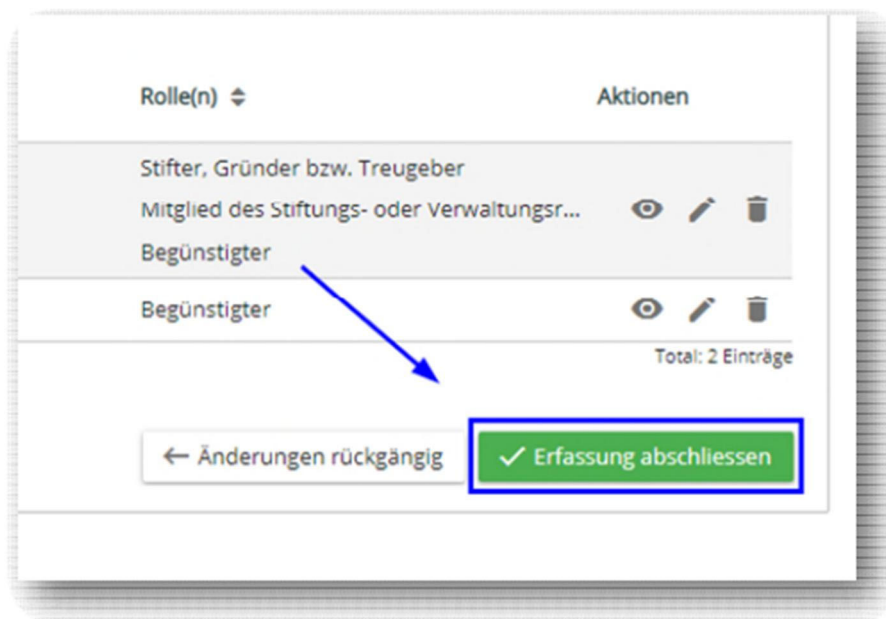 Rolle(n) Aktionen
Stifter, Gründer bzw. Treugeber
Mitglied des Stiftungs- oder Verwaltungsr...
Begünstigter
Begünstigter
Total: 2 Einträge
← Änderungen rückgängig ✓ Erfassung abschliessen